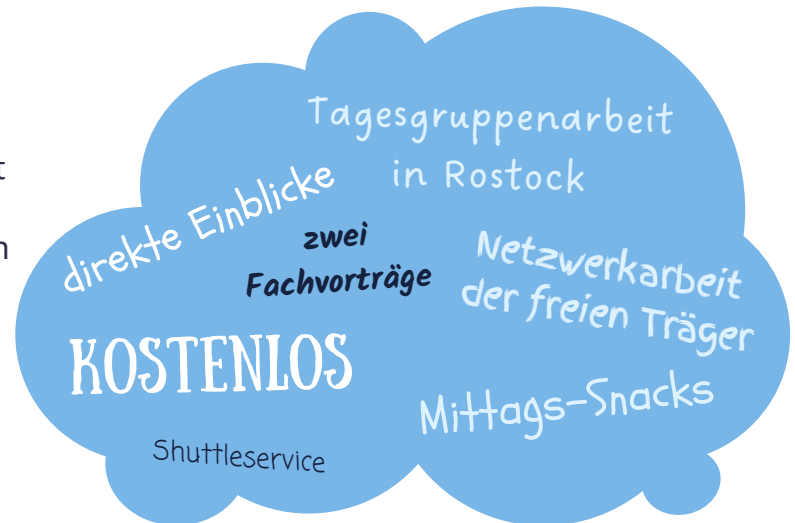 Tagesgruppenarbeit
in Rostock
direkte Einblicke
zwei
Fachvorträge
Netzwerkarbeit
der freien Träger
KOSTENLOS
Mittags-Snacks
Shuttleservice